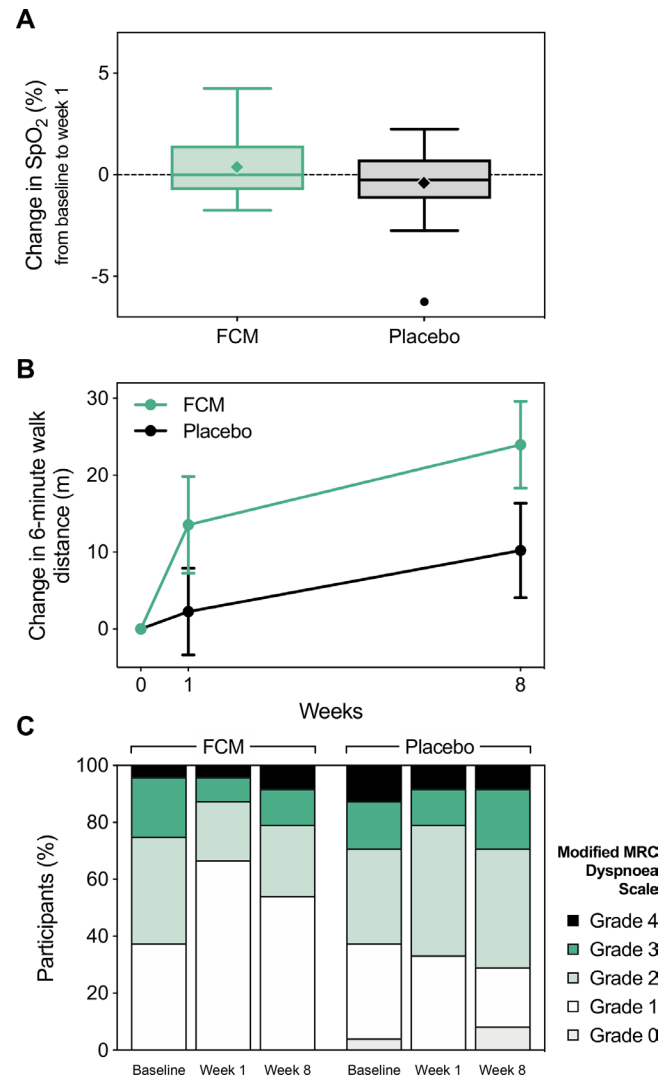 A
Change in SpO2 (%)
from baseline to week 1
5
0
-5
FCM
Placebo
B
Change in 6-minute walk
distance (m)
30
20
10
0
FCM
Placebo
0
1
8
Weeks
C
FCM
Placebo
Participants (%)
100
80
60
40
20
0
Baseline
Week 1
Week 8
Baseline
Week 1
Week 8
Modified MRC
Dyspnoea
Scale
Grade 4
Grade 3
Grade 2
Grade 1
Grade 0